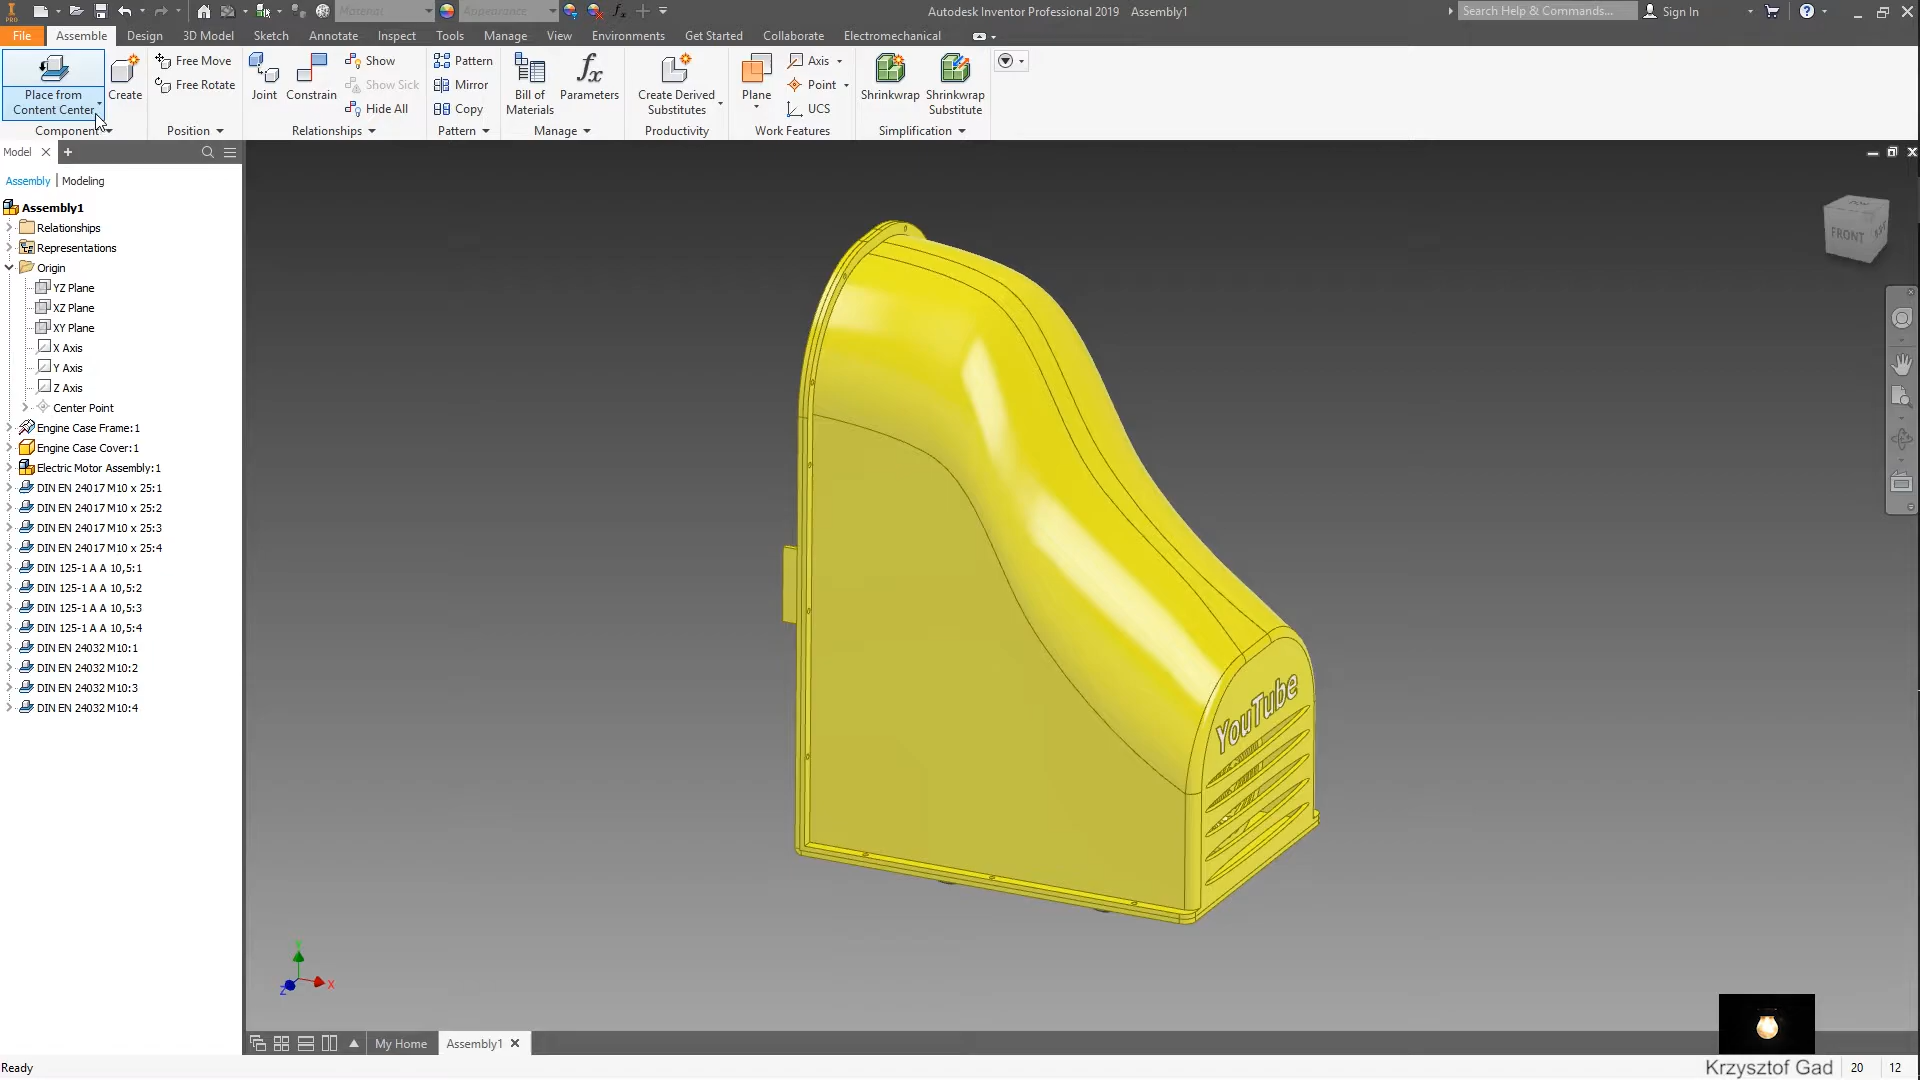 PRO
Material
Appearance
Autodesk Inventor Professional 2019 Assembly1
Search Help & Commands...
Sign In
File
Assemble
Design
3D Model
Sketch
Annotate
Inspect
Tools
Manage
View
Environments
Get Started
Collaborate
Electromechanical
Place from
Content Center
Create
Free Move
Free Rotate
Joint
Constrain
Show
Show Sick
Hide All
Pattern
Mirror
Copy
Bill of
Materials
Parameters
Create Derived
Substitutes
Plane
Axis
Point
UCS
Shrinkwrap
Shrinkwrap
Substitute
Component
Position
Relationships
Pattern
Manage
Productivity
Work Features
Simplification
Model
Assembly | Modeling
Assembly1
Relationships
Representations
Origin
YZ Plane
XZ Plane
XY Plane
X Axis
Y Axis
Z Axis
Center Point
Engine Case Frame:1
Engine Case Cover:1
Electric Motor Assembly:1
DIN EN 24017 M10 x 25:1
DIN EN 24017 M10 x 25:2
DIN EN 24017 M10 x 25:3
DIN EN 24017 M10 x 25:4
DIN 125-1 A A 10,5:1
DIN 125-1 A A 10,5:2
DIN 125-1 A A 10,5:3
DIN 125-1 A A 10,5:4
DIN EN 24032 M10:1
DIN EN 24032 M10:2
DIN EN 24032 M10:3
DIN EN 24032 M10:4
FRONT
YouTube
Y
X
Z
My Home
Assembly1
Ready
Krzysztof Gad
20
12